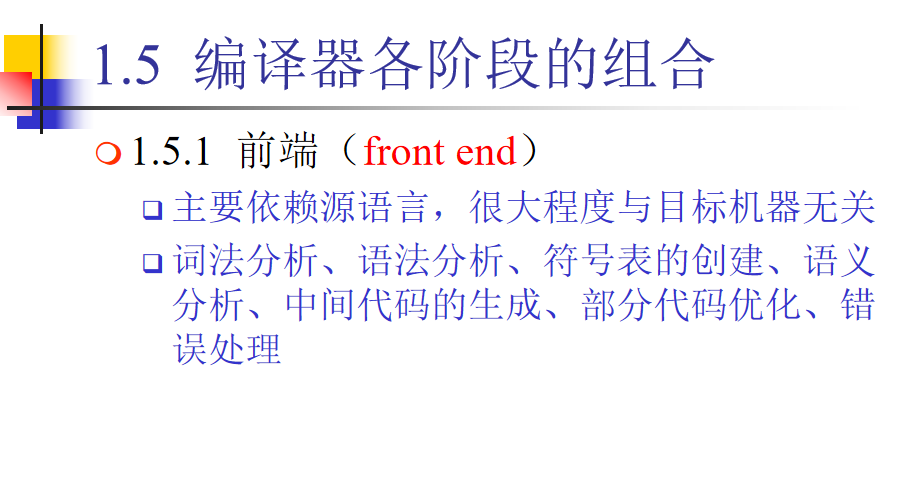 1.5 编译器各阶段的组合
1.5.1 前端（front end）
主要依赖源语言，很大程度与目标机器无关
词法分析、语法分析、符号表的创建、语义
分析、中间代码的生成、部分代码优化、错
误处理